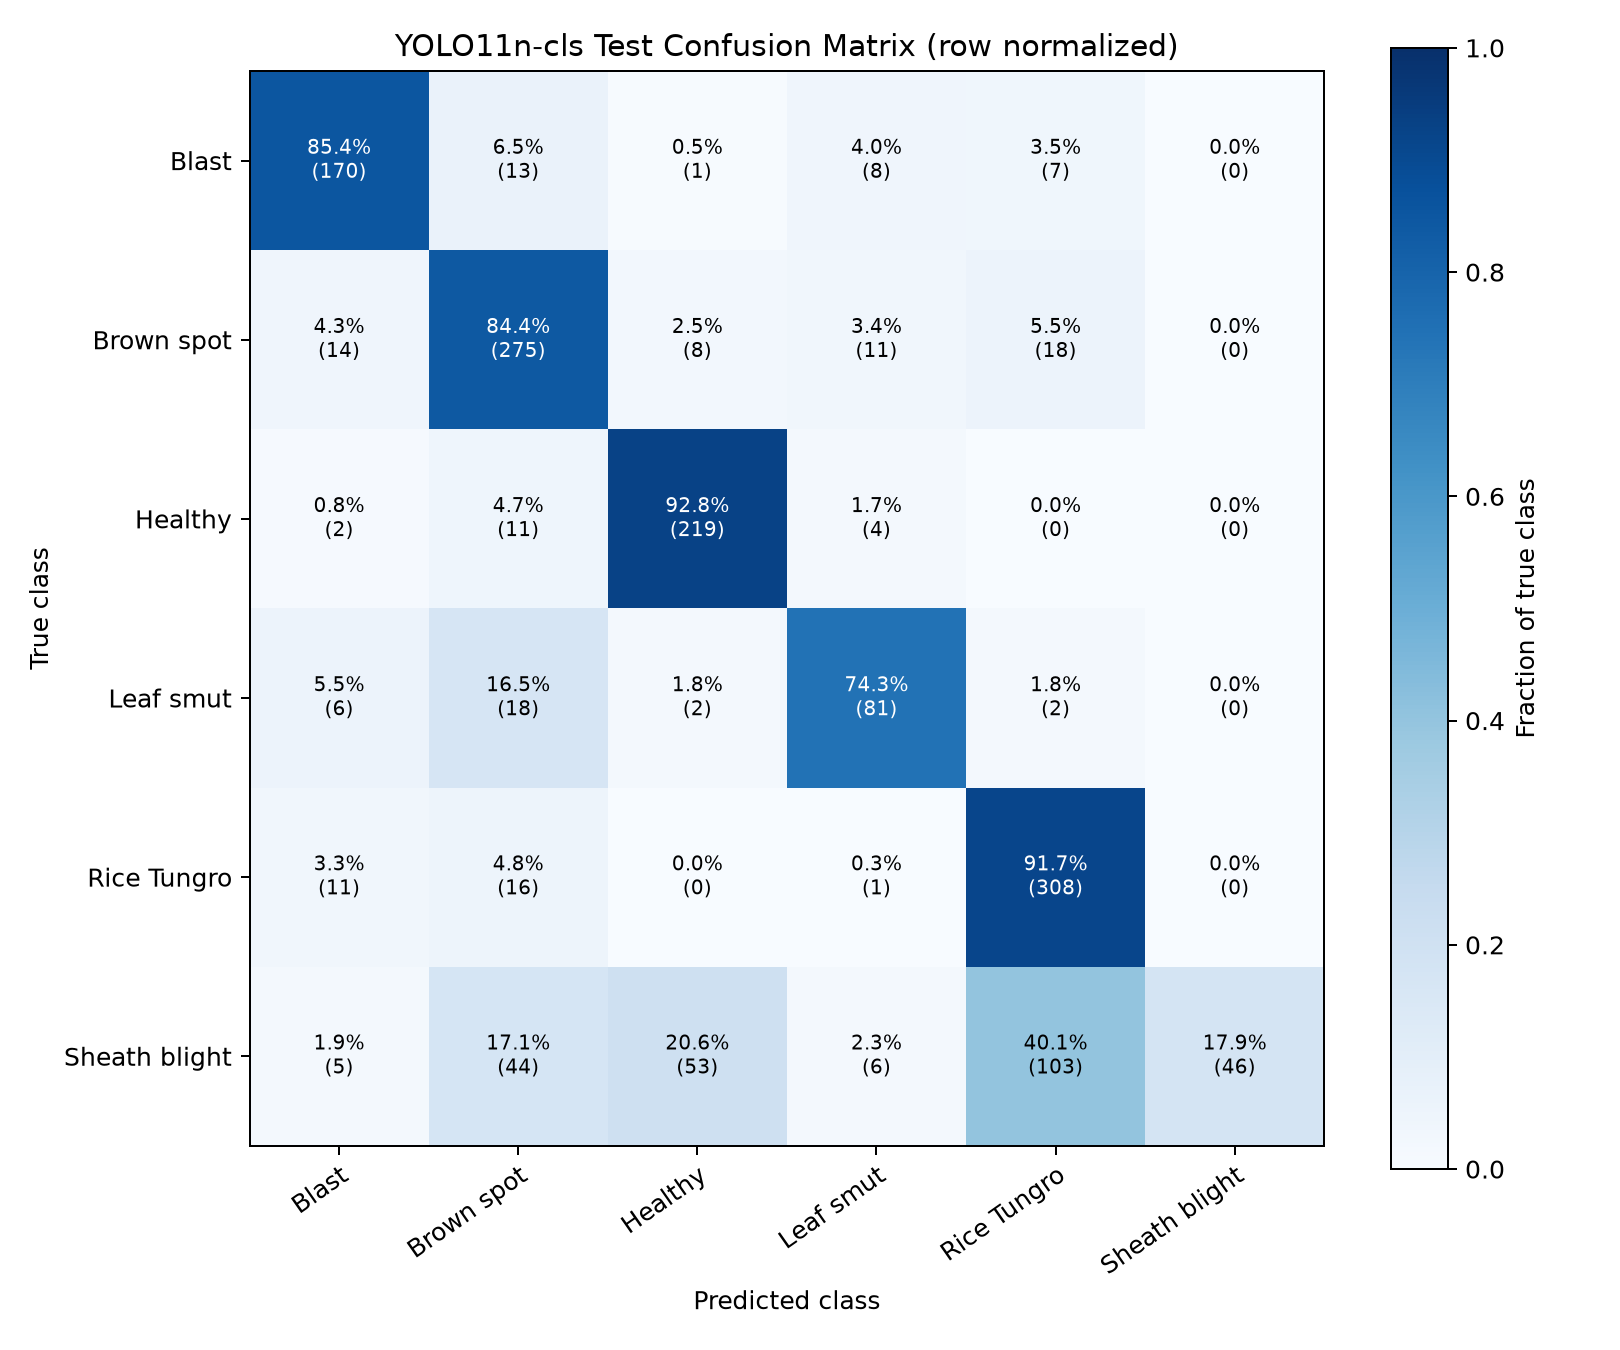 YOLO11n-cls Test Confusion Matrix (row normalized)
True class
Blast
85.4% 6.5% 0.5% 4.0% 3.5% 0.0%
(170) (13) (1) (8) (7) (0)
Brown spot
4.3% 84.4% 2.5% 3.4% 5.5% 0.0%
(14) (275) (8) (11) (18) (0)
Healthy
0.8% 4.7% 92.8% 1.7% 0.0% 0.0%
(2) (11) (219) (4) (0) (0)
Leaf smut
5.5% 16.5% 1.8% 74.3% 1.8% 0.0%
(6) (18) (2) (81) (2) (0)
Rice Tungro
3.3% 4.8% 0.0% 0.3% 91.7% 0.0%
(11) (16) (0) (1) (308) (0)
Sheath blight
1.9% 17.1% 20.6% 2.3% 40.1% 17.9%
(5) (44) (53) (6) (103) (46)
Blast Brown spot Healthy Leaf smut Rice Tungro Sheath blight
Predicted class
1.0
0.8
0.6
0.4
0.2
0.0
Fraction of true class